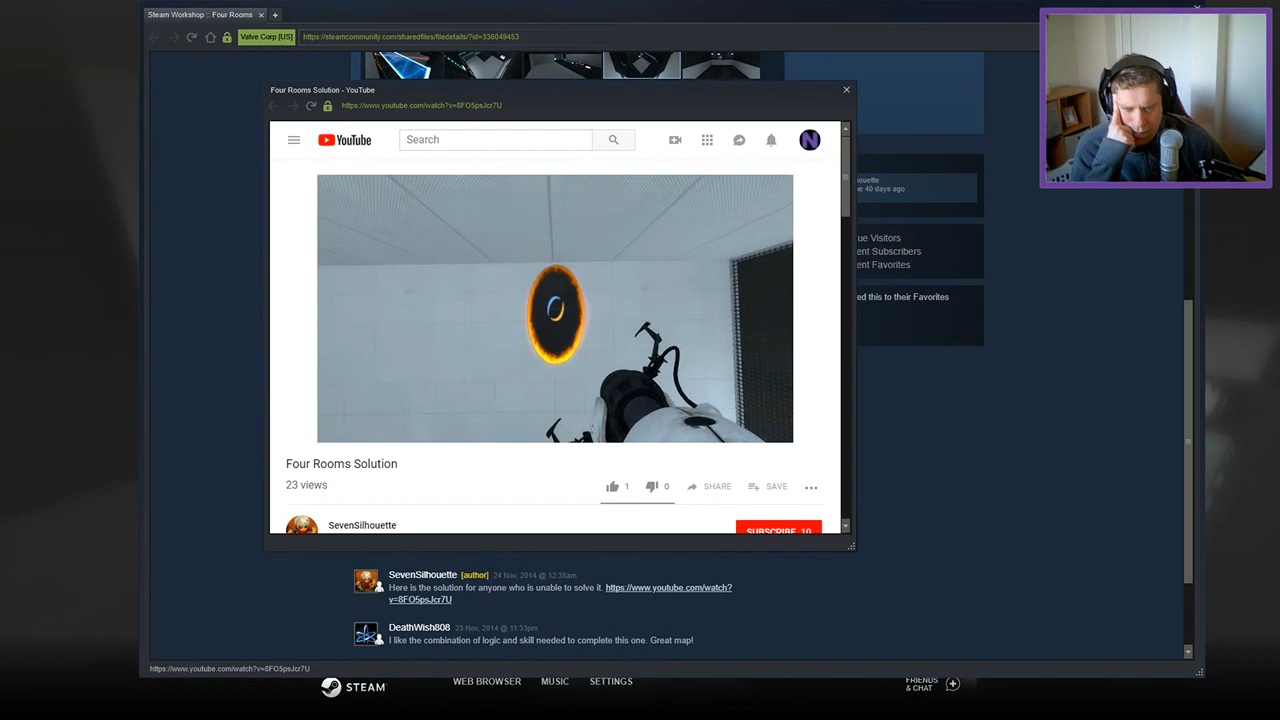 Steam Workshop :: Four Rooms
Valve Corp [US]
https://steamcommunity.com/sharedfiles/filedetails/?id=336049453
Four Rooms Solution - YouTube
https://www.youtube.com/watch?v=8FO5psJcr7U
YouTube
Search
N
Four Rooms Solution
23 views
1
0
SHARE
SAVE
SevenSilhouette
SUBSCRIBE 10
40 days ago
Visitors
Subscribers
Favorites
this to their Favorites
SevenSilhouette [author] 24 Nov, 2014 @ 12:38am
Here is the solution for anyone who is unable to solve it. https://www.youtube.com/watch?
v=8FO5psJcr7U
DeathWish808 23 Nov, 2014 @ 11:33pm
I like the combination of logic and skill needed to complete this one. Great map!
https://www.youtube.com/watch?v=8FO5psJcr7U
STEAM
WEB BROWSER
MUSIC
SETTINGS
FRIENDS
& CHAT